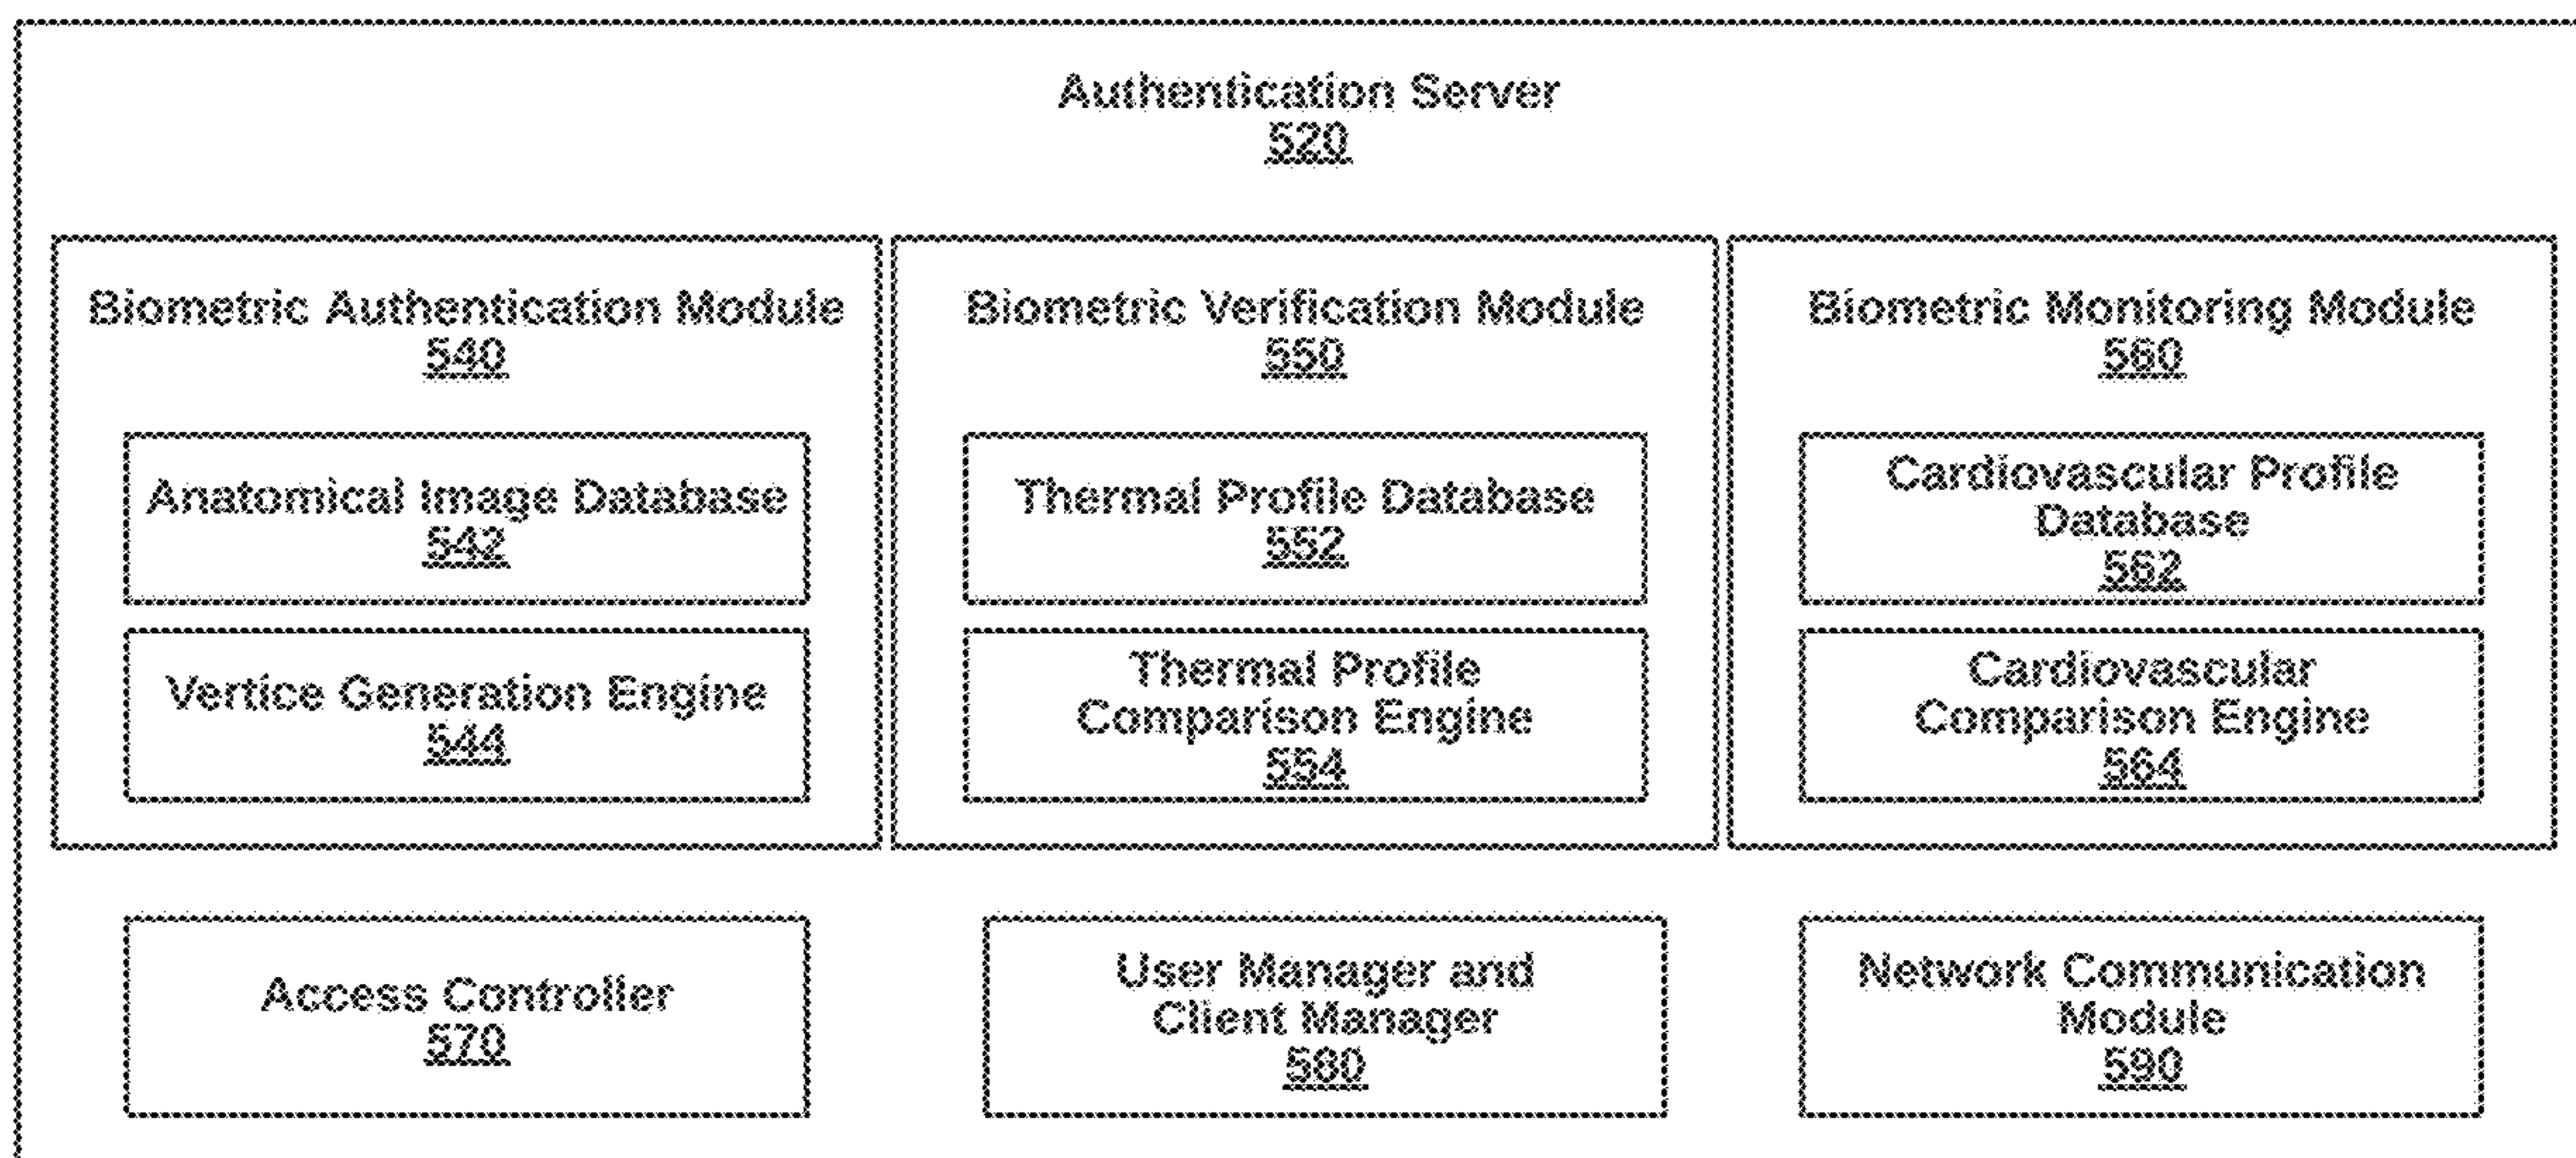 Authentication Server
520
Biometric Authentication Module
540
Anatomical Image Database
542
Vertice Generation Engine
544
Biometric Verification Module
550
Thermal Profile Database
552
Thermal Profile
Comparison Engine
554
Biometric Monitoring Module
560
Cardiovascular Profile
Database
562
Cardiovascular
Comparison Engine
564
Access Controller
570
User Manager and
Client Manager
580
Network Communication
Module
590